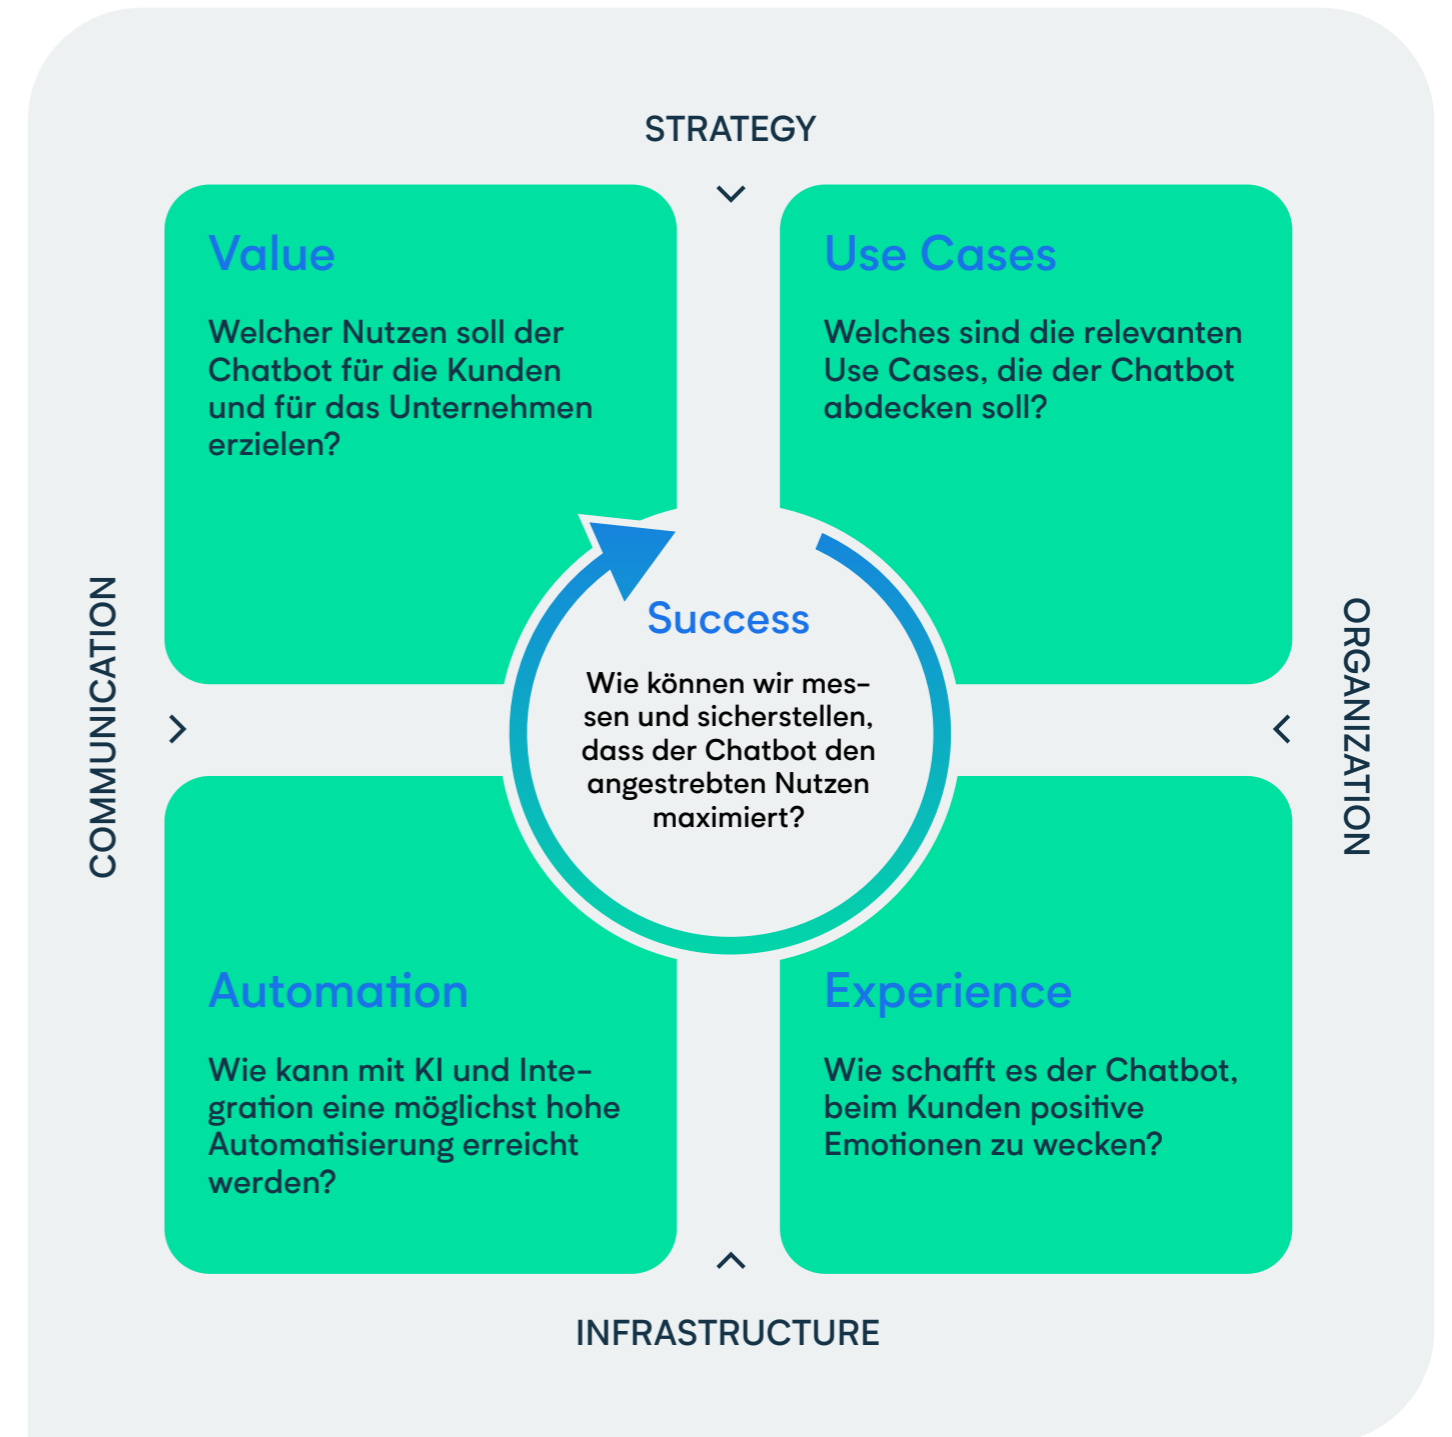 STRATEGY
Value
Welcher Nutzen soll der
Chatbot für die Kunden
und für das Unternehmen
erzielen?
Use Cases
Welches sind die relevanten
Use Cases, die der Chatbot
abdecken soll?
COMMUNICATION
Success
Wie können wir mes-
sen und sicherstellen,
dass der Chatbot den
angestrebten Nutzen
maximiert?
ORGANIZATION
Automation
Wie kann mit KI und Inte-
gration eine möglichst hohe
Automatisierung erreicht
werden?
Experience
Wie schafft es der Chatbot,
beim Kunden positive
Emotionen zu wecken?
INFRASTRUCTURE